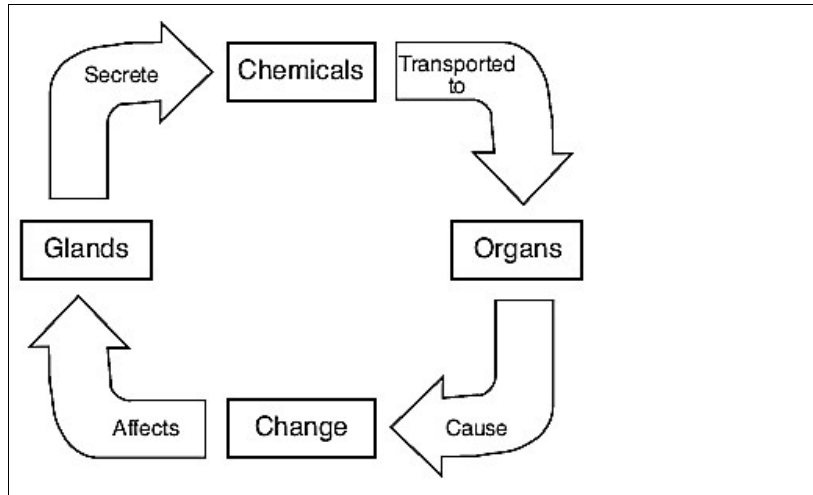 Secrete
Chemicals
Transported
to
Glands
Organs
Affects
Change
Cause